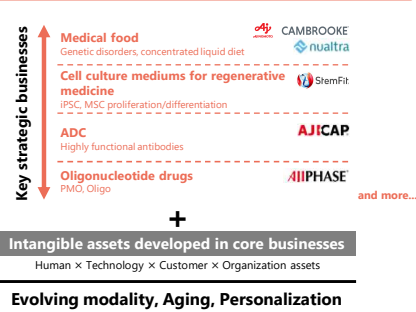 Key strategic businesses
Medical food
Genetic disorders, concentrated liquid diet
AJINOMOTO
CAMBROOKE
nualtra
Cell culture mediums for regenerative
medicine
iPSC, MSC proliferation/differentiation
StemFit
ADC
Highly functional antibodies
AJICAP
Oligonucleotide drugs
PMO, Oligo
AJIPHASE
and more...
+
Intangible assets developed in core businesses
Human × Technology × Customer × Organization assets
Evolving modality, Aging, Personalization